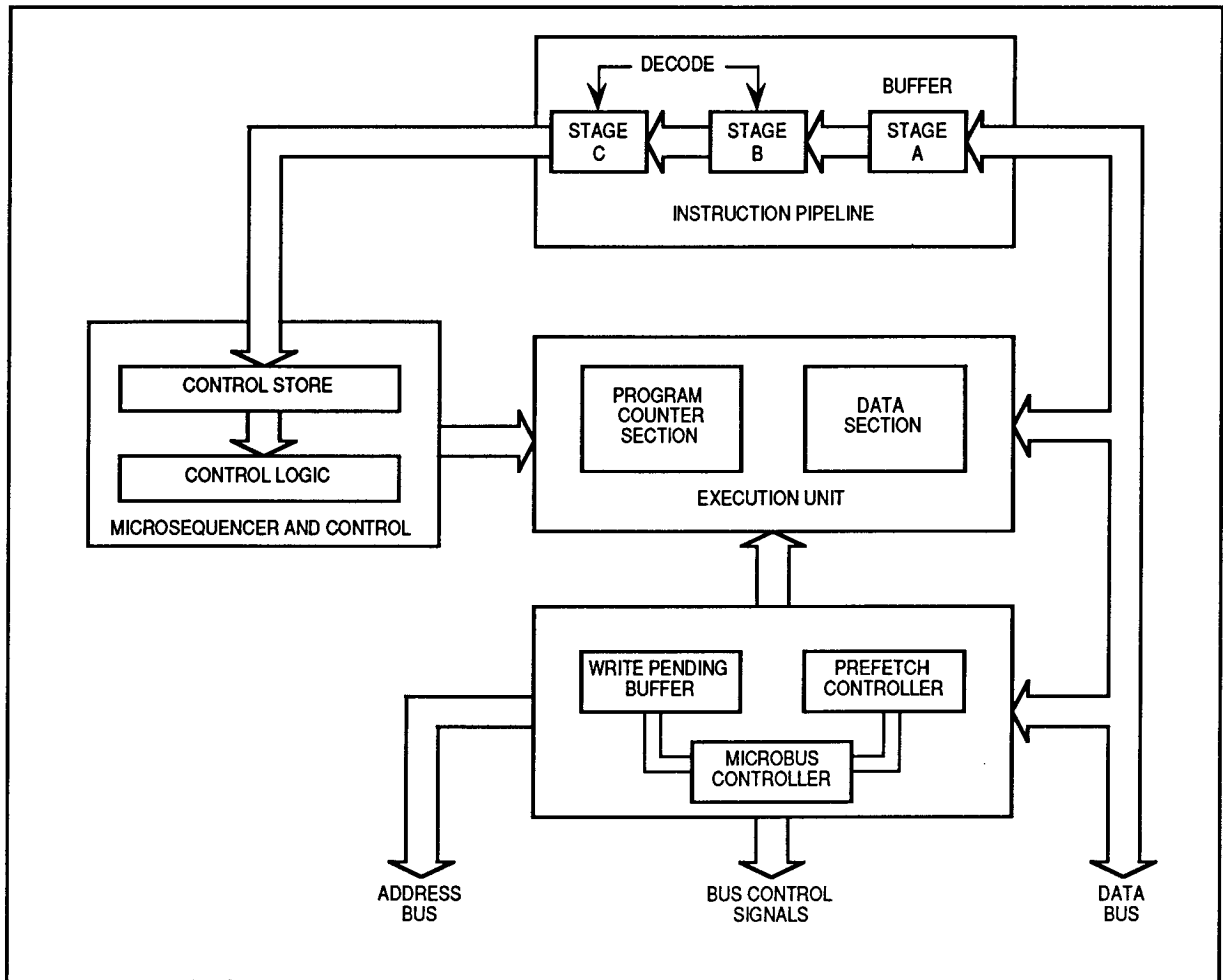 DECODE
BUFFER
STAGE
C
STAGE
B
STAGE
A
INSTRUCTION PIPELINE
CONTROL STORE
CONTROL LOGIC
MICROSEQUENCER AND CONTROL
PROGRAM
COUNTER
SECTION
DATA
SECTION
EXECUTION UNIT
WRITE PENDING
BUFFER
PREFETCH
CONTROLLER
MICROBUS
CONTROLLER
ADDRESS
BUS
BUS CONTROL
SIGNALS
DATA
BUS